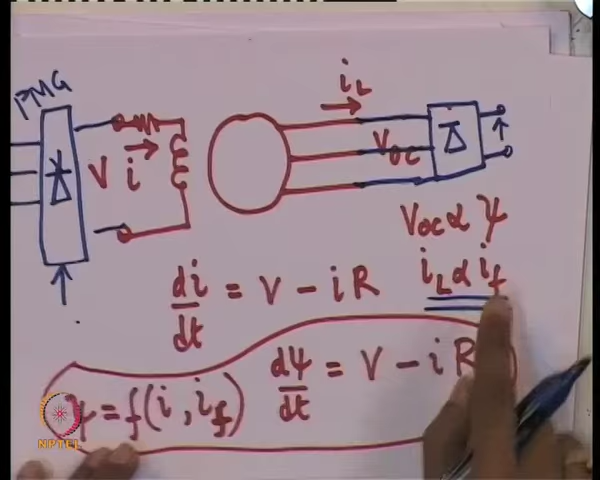 PMG
i_L
V i
V_OC
V_OC ∝ ψ
i_L ∝ i_f
di/dt = V - iR
dψ/dt = V - iR
ψ = f(i, i_f)
NPTEL